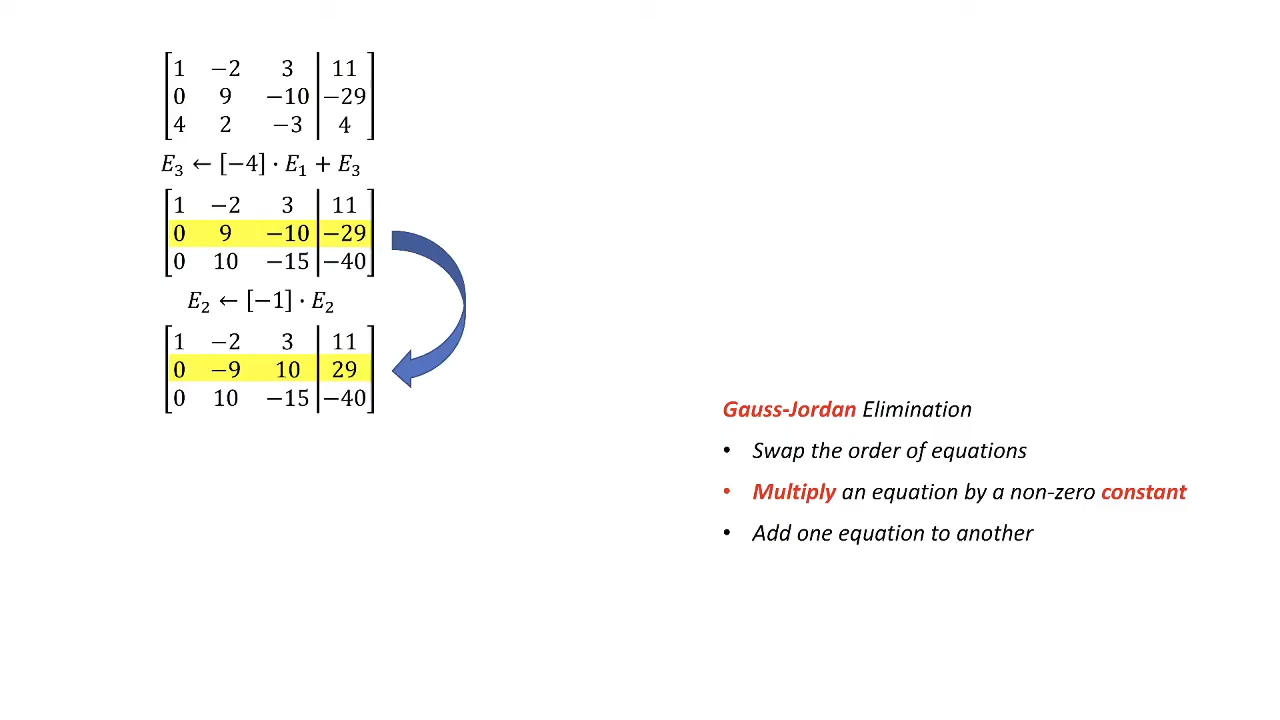 1 −2 3 | 11
0 9 −10 | −29
4 2 −3 | 4
E₃ ← [−4] · E₁ + E₃
1 −2 3 | 11
0 9 −10 | −29
0 10 −15 | −40
E₂ ← [−1] · E₂
1 −2 3 | 11
0 −9 10 | 29
0 10 −15 | −40
Gauss-Jordan Elimination
• Swap the order of equations
• Multiply an equation by a non-zero constant
• Add one equation to another